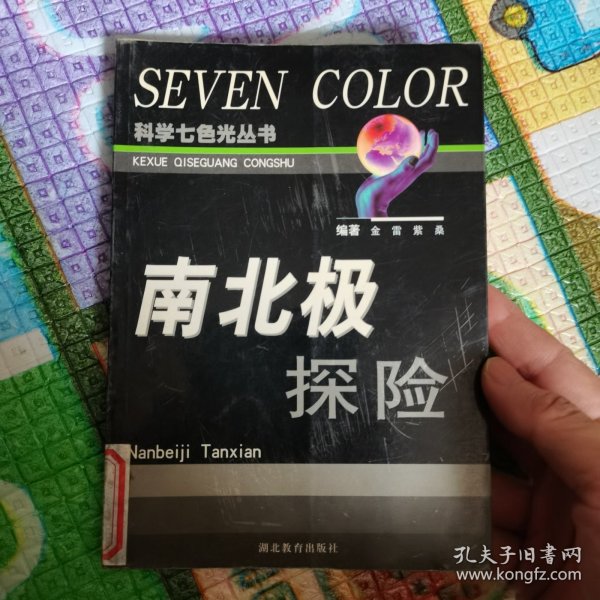 SEVEN COLOR
科学七色光丛书
KEXUE QISEGUANG CONGSHU
编著 金雷 紫桑
南北极
探险
Nanbeiji Tanxian
湖北教育出版社
孔夫子旧书网
www.kongfz.com